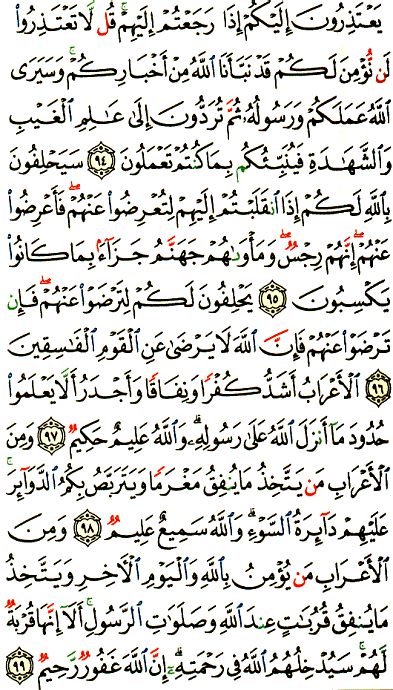 يَعْتَذِرُونَ إِلَيْكُمْ إِذَا رَجَعْتُمْ إِلَيْهِمْ ۚ قُل لَّا تَعْتَذِرُوا۟
لَن نُّؤْمِنَ لَكُمْ قَدْ نَبَّأَنَا ٱللَّهُ مِنْ أَخْبَارِكُمْ ۚ وَسَيَرَى
ٱللَّهُ عَمَلَكُمْ وَرَسُولُهُۥ ثُمَّ تُرَدُّونَ إِلَىٰ عَـٰلِمِ ٱلْغَيْبِ
وَٱلشَّهَـٰدَةِ فَيُنَبِّئُكُم بِمَا كُنتُمْ تَعْمَلُونَ ٩٤ سَيَحْلِفُونَ
بِٱللَّهِ لَكُمْ إِذَا ٱنقَلَبْتُمْ إِلَيْهِمْ لِتُعْرِضُوا۟ عَنْهُمْ ۖ فَأَعْرِضُوا۟
عَنْهُمْ ۖ إِنَّهُمْ رِجْسٌ ۖ وَمَأْوَىٰهُمْ جَهَنَّمُ جَزَآءًۢ بِمَا كَانُوا۟
يَكْسِبُونَ ٩٥ يَحْلِفُونَ لَكُمْ لِتَرْضَوْا۟ عَنْهُمْ ۖ فَإِن
تَرْضَوْا۟ عَنْهُمْ فَإِنَّ ٱللَّهَ لَا يَرْضَىٰ عَنِ ٱلْقَوْمِ ٱلْفَـٰسِقِينَ
٩٦ ٱلْأَعْرَابُ أَشَدُّ كُفْرًا وَنِفَاقًا وَأَجْدَرُ أَلَّا يَعْلَمُوا۟
حُدُودَ مَآ أَنزَلَ ٱللَّهُ عَلَىٰ رَسُولِهِۦ ۗ وَٱللَّهُ عَلِيمٌ حَكِيمٌ ٩٧ وَمِنَ
ٱلْأَعْرَابِ مَن يَتَّخِذُ مَا يُنفِقُ مَغْرَمًا وَيَتَرَبَّصُ بِكُمُ ٱلدَّوَآئِرَ ۚ
عَلَيْهِمْ دَآئِرَةُ ٱلسَّوْءِ ۗ وَٱللَّهُ سَمِيعٌ عَلِيمٌ ٩٨ وَمِنَ
ٱلْأَعْرَابِ مَن يُؤْمِنُ بِٱللَّهِ وَٱلْيَوْمِ ٱلْـَٔاخِرِ وَيَتَّخِذُ
مَا يُنفِقُ قُرُبَـٰتٍ عِندَ ٱللَّهِ وَصَلَوَٰتِ ٱلرَّسُولِ ۚ أَلَآ إِنَّهَا قُرْبَةٌ
لَّهُمْ ۚ سَيُدْخِلُهُمُ ٱللَّهُ فِى رَحْمَتِهِۦٓ ۗ إِنَّ ٱللَّهَ غَفُورٌ رَّحِيمٌ ٩٩